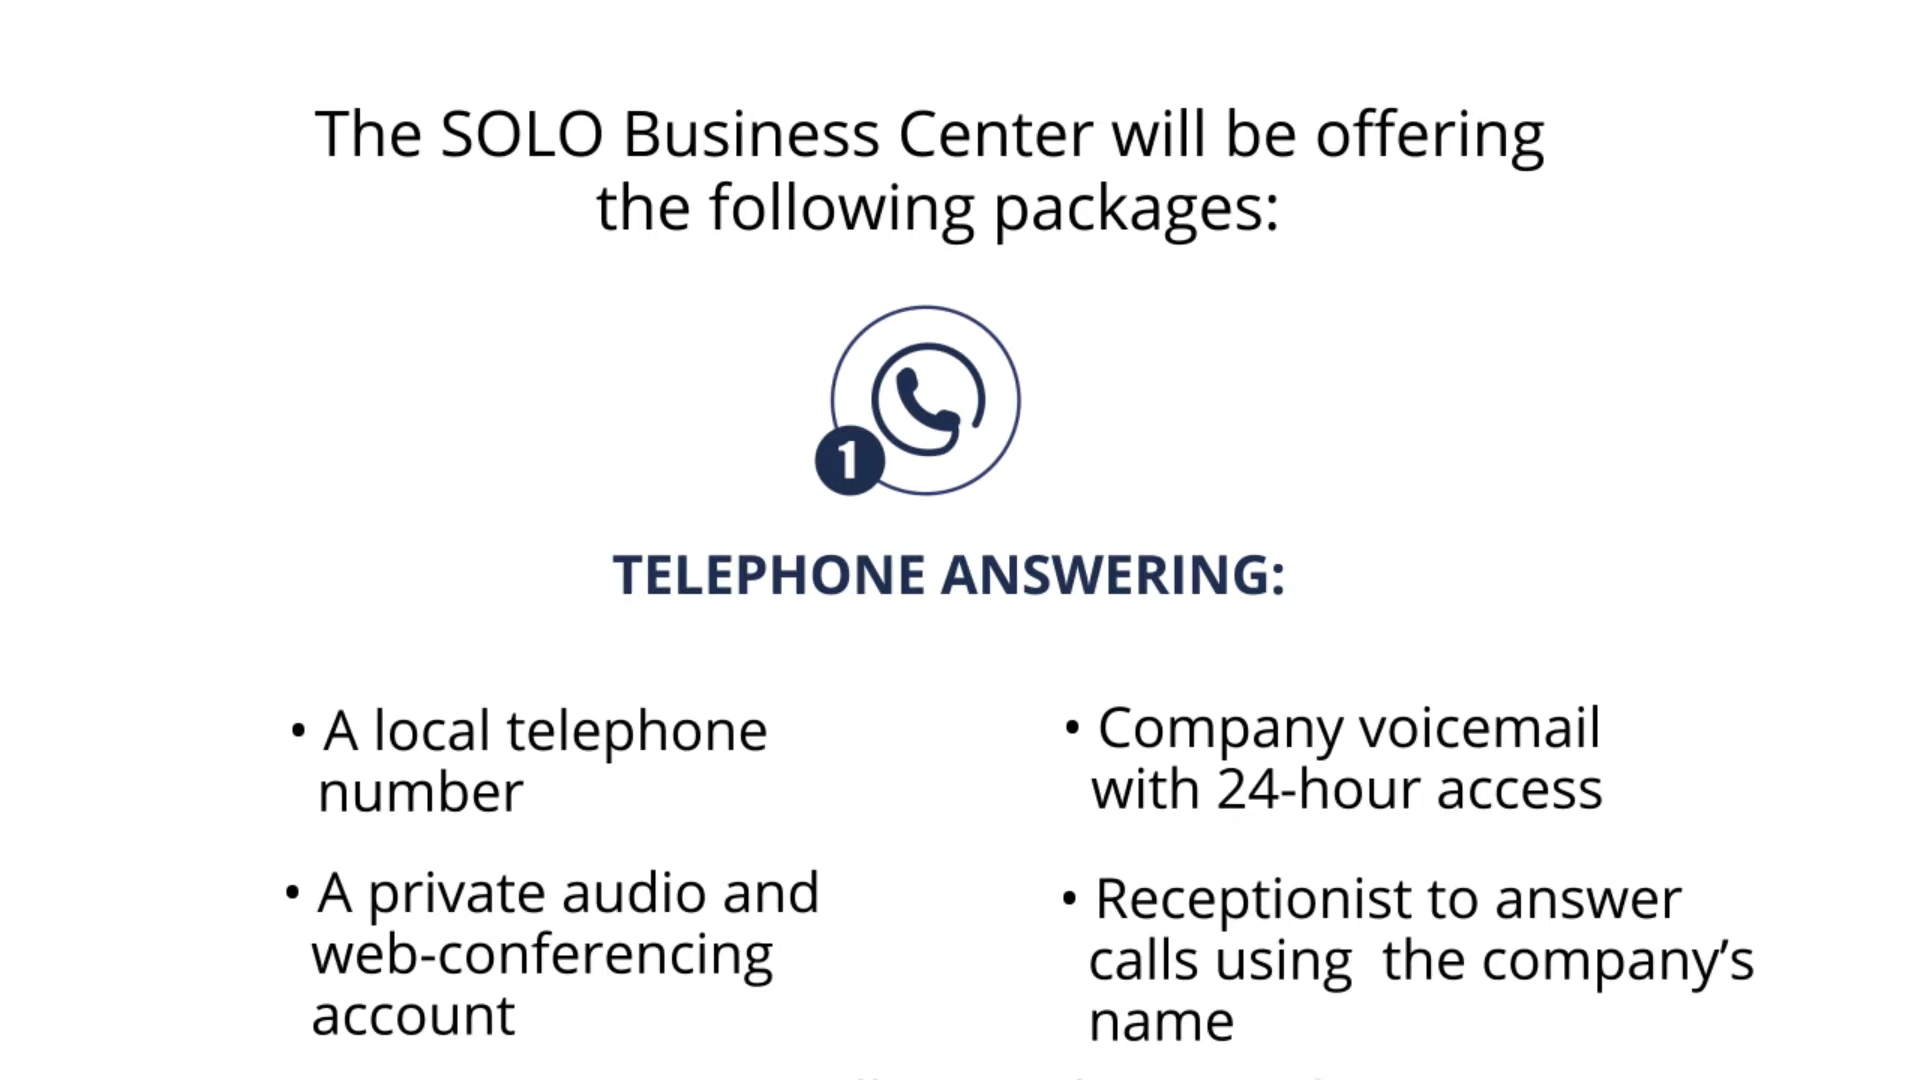 The SOLO Business Center will be offering
the following packages:
1
TELEPHONE ANSWERING:
• A local telephone
number
• A private audio and
web-conferencing
account
• Company voicemail
with 24-hour access
• Receptionist to answer
calls using  the company’s
name